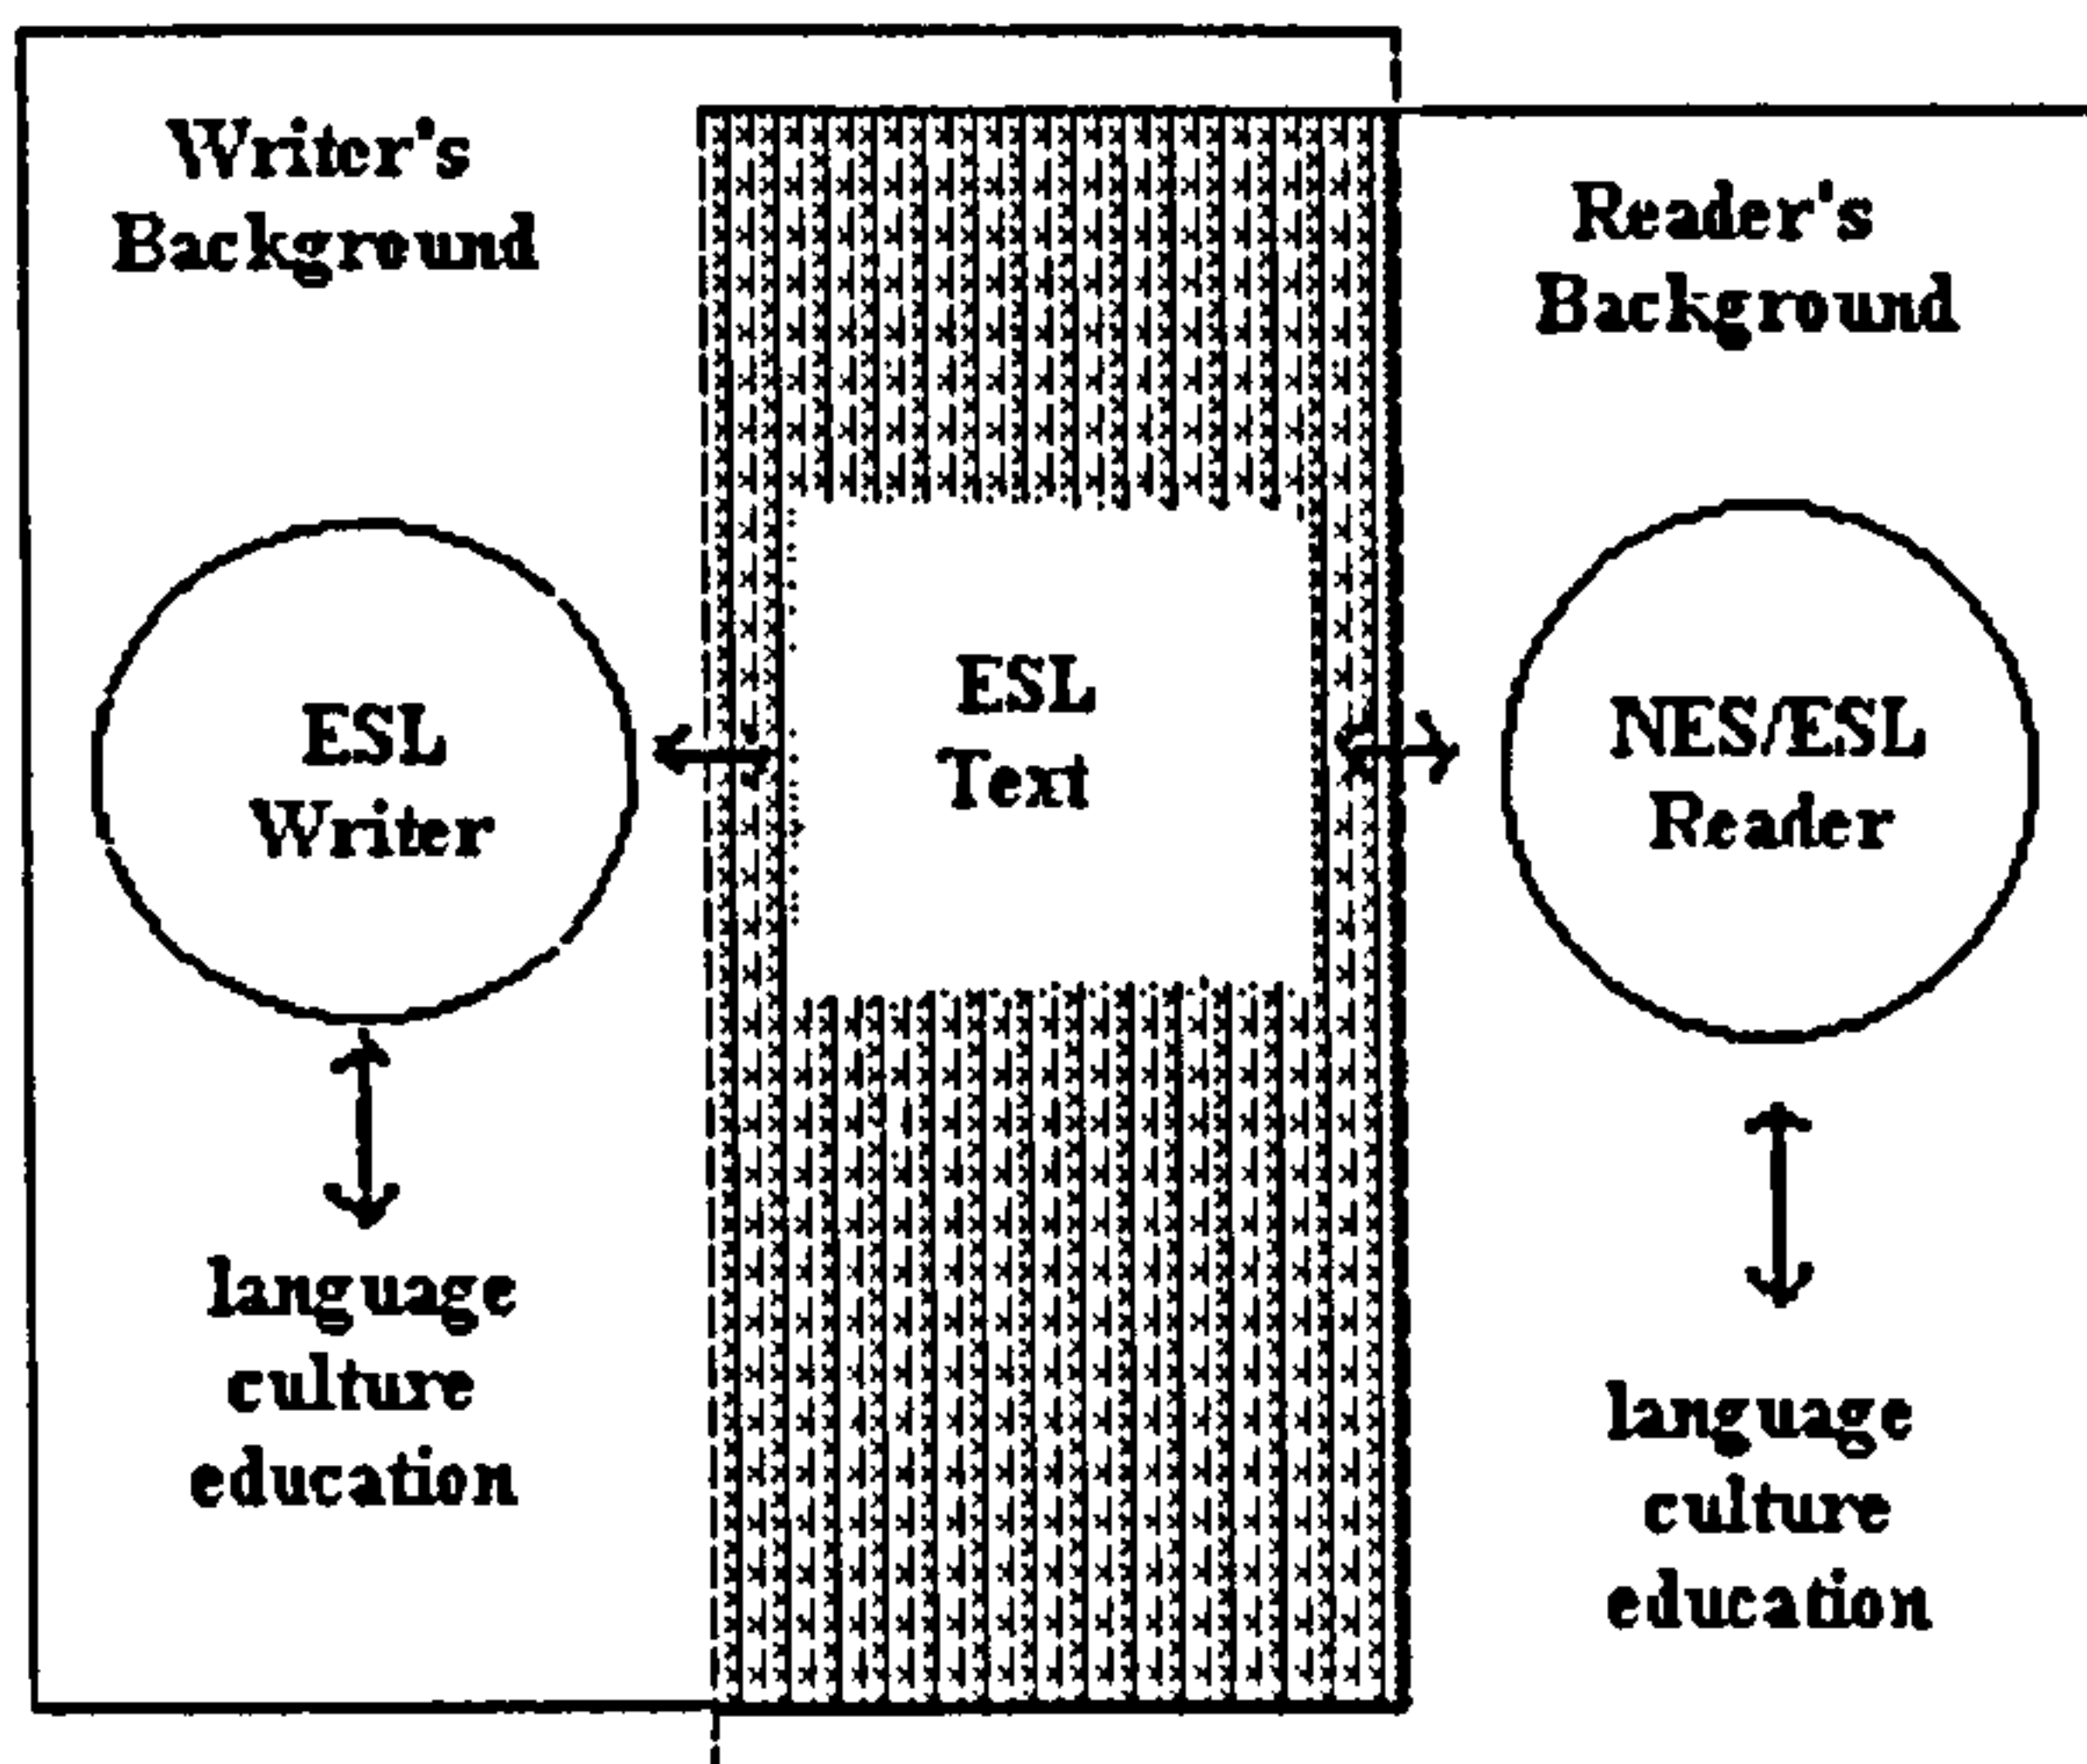 Writer's
Background
ESL
Writer
language
culture
education
ESL
Text
Reader's
Background
NES/ESL
Reader
language
culture
education